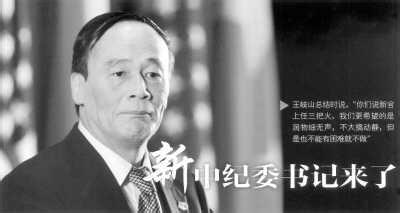 王岐山总结时说，“你们说新官
上任三把火，我们更希望的是
润物细无声，不大搞动静，但
是也不能有困难就不做”
新中纪委书记来了